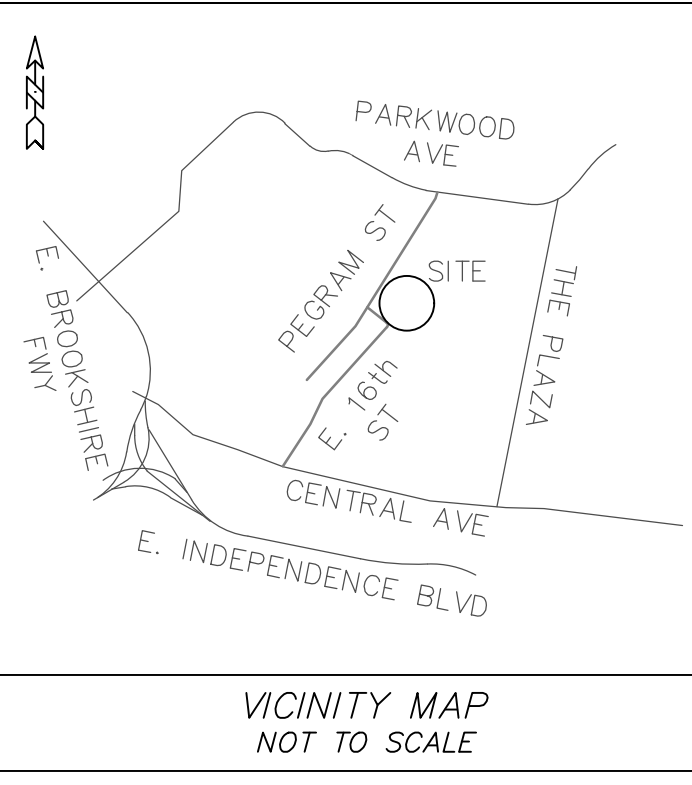 N
PARKWOOD
AVE
PEGRAM ST
SITE
E. BROOKSHIRE
FWY
THE PLAZA
E. 16th
ST
CENTRAL AVE
E. INDEPENDENCE BLVD
VICINITY MAP
NOT TO SCALE